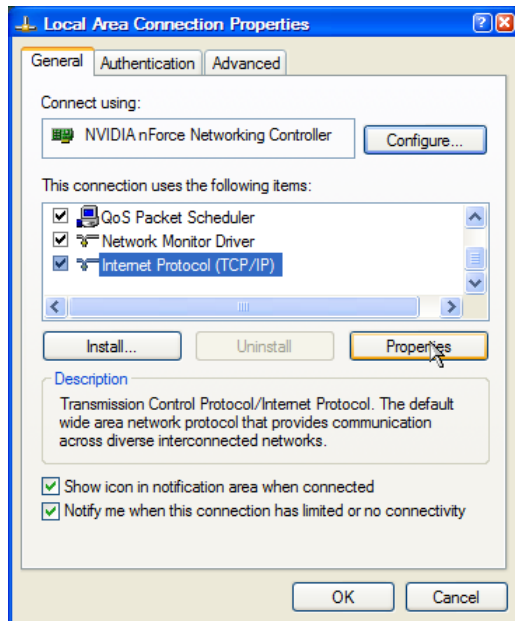 Local Area Connection Properties
General Authentication Advanced
Connect using:
NVIDIA nForce Networking Controller Configure...
This connection uses the following items:
QoS Packet Scheduler
Network Monitor Driver
Internet Protocol (TCP/IP)
Install... Uninstall Properties
Description
Transmission Control Protocol/Internet Protocol. The default
wide area network protocol that provides communication
across diverse interconnected networks.
Show icon in notification area when connected
Notify me when this connection has limited or no connectivity
OK Cancel